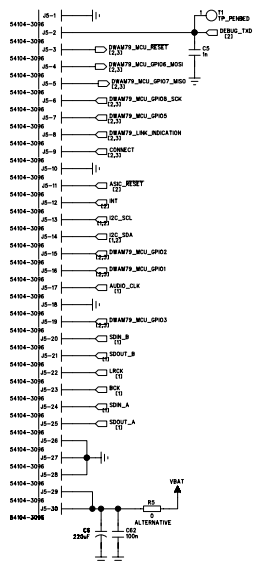 J5-1
54104-3096
J5-2
1 T1
TP_PENBED
DEBUG_TXD
[2]
C5
1n
54104-3096
J5-3
DWAM79_MCU_RESET
[2,3]
54104-3096
J5-4
DWAM79_MCU_GPIO6_MOSI
[2,3]
54104-3096
J5-5
DWAM79_MCU_GPIO7_MISO
[2,3]
54104-3096
J5-6
DWAM79_MCU_GPIO8_SCK
[2,3]
54104-3096
J5-7
DWAM79_MCU_GPIO5
[2,3]
54104-3096
J5-8
DWAM79_LINK_INDICATION
[2,3]
54104-3096
J5-9
CONNECT
[2,3]
54104-3096
J5-10
54104-3096
J5-11
ASIC_RESET
[2]
54104-3096
J5-12
INT
[2]
54104-3096
J5-13
I2C_SCL
[1,2]
54104-3096
J5-14
I2C_SDA
[1,2]
54104-3096
J5-15
DWAM79_MCU_GPIO2
[2,3]
54104-3096
J5-16
DWAM79_MCU_GPIO1
[2,3]
54104-3096
J5-17
AUDIO_CLK
[1]
54104-3096
J5-18
54104-3096
J5-19
DWAM79_MCU_GPIO3
[2,3]
54104-3096
J5-20
SDIN_B
[1]
54104-3096
J5-21
SDOUT_B
[1]
54104-3096
J5-22
LRCK
[1]
54104-3096
J5-23
BCK
[1]
54104-3096
J5-24
SDIN_A
[1]
54104-3096
J5-25
SDOUT_A
[1]
54104-3096
J5-26
54104-3096
J5-27
54104-3096
J5-28
54104-3096
J5-29
54104-3096
J5-30
54104-3096
VBAT
R5
0
ALTERNATIVE
C6
220uF
C62
100n